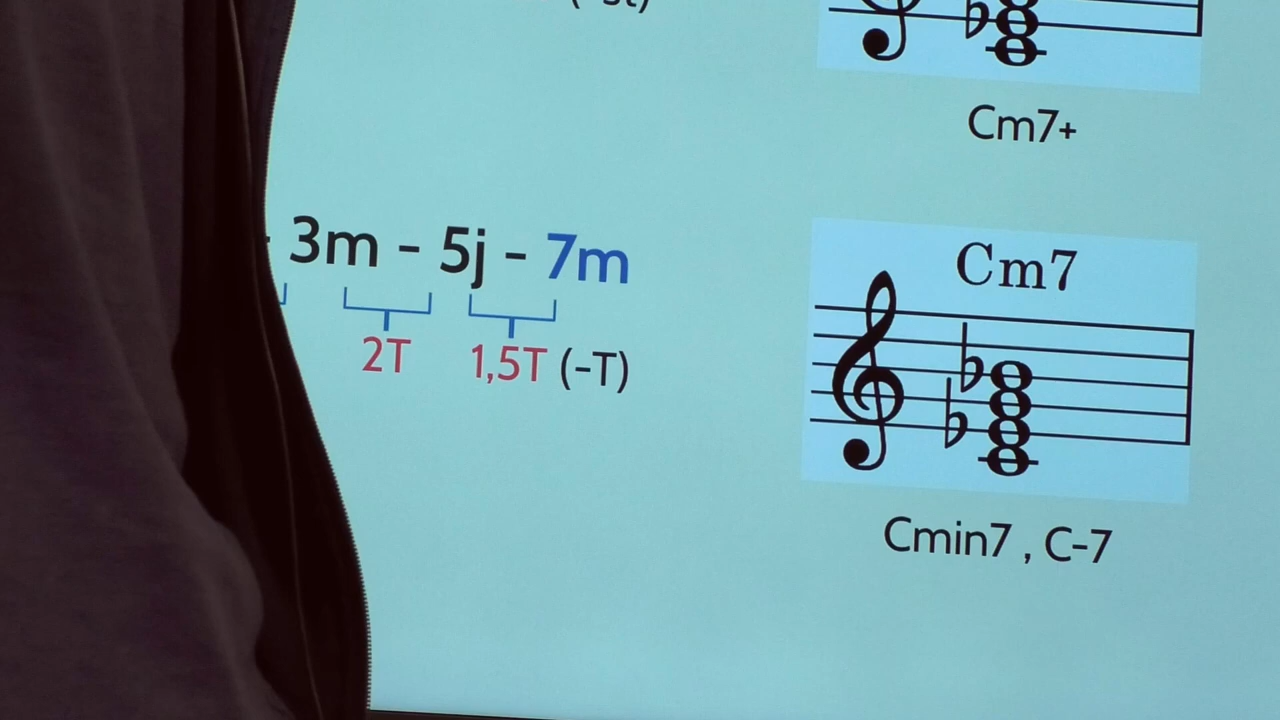 Cm7+
- 3m - 5j - 7m
2T 1,5T (-T)
Cm7
Cmin7 , C-7